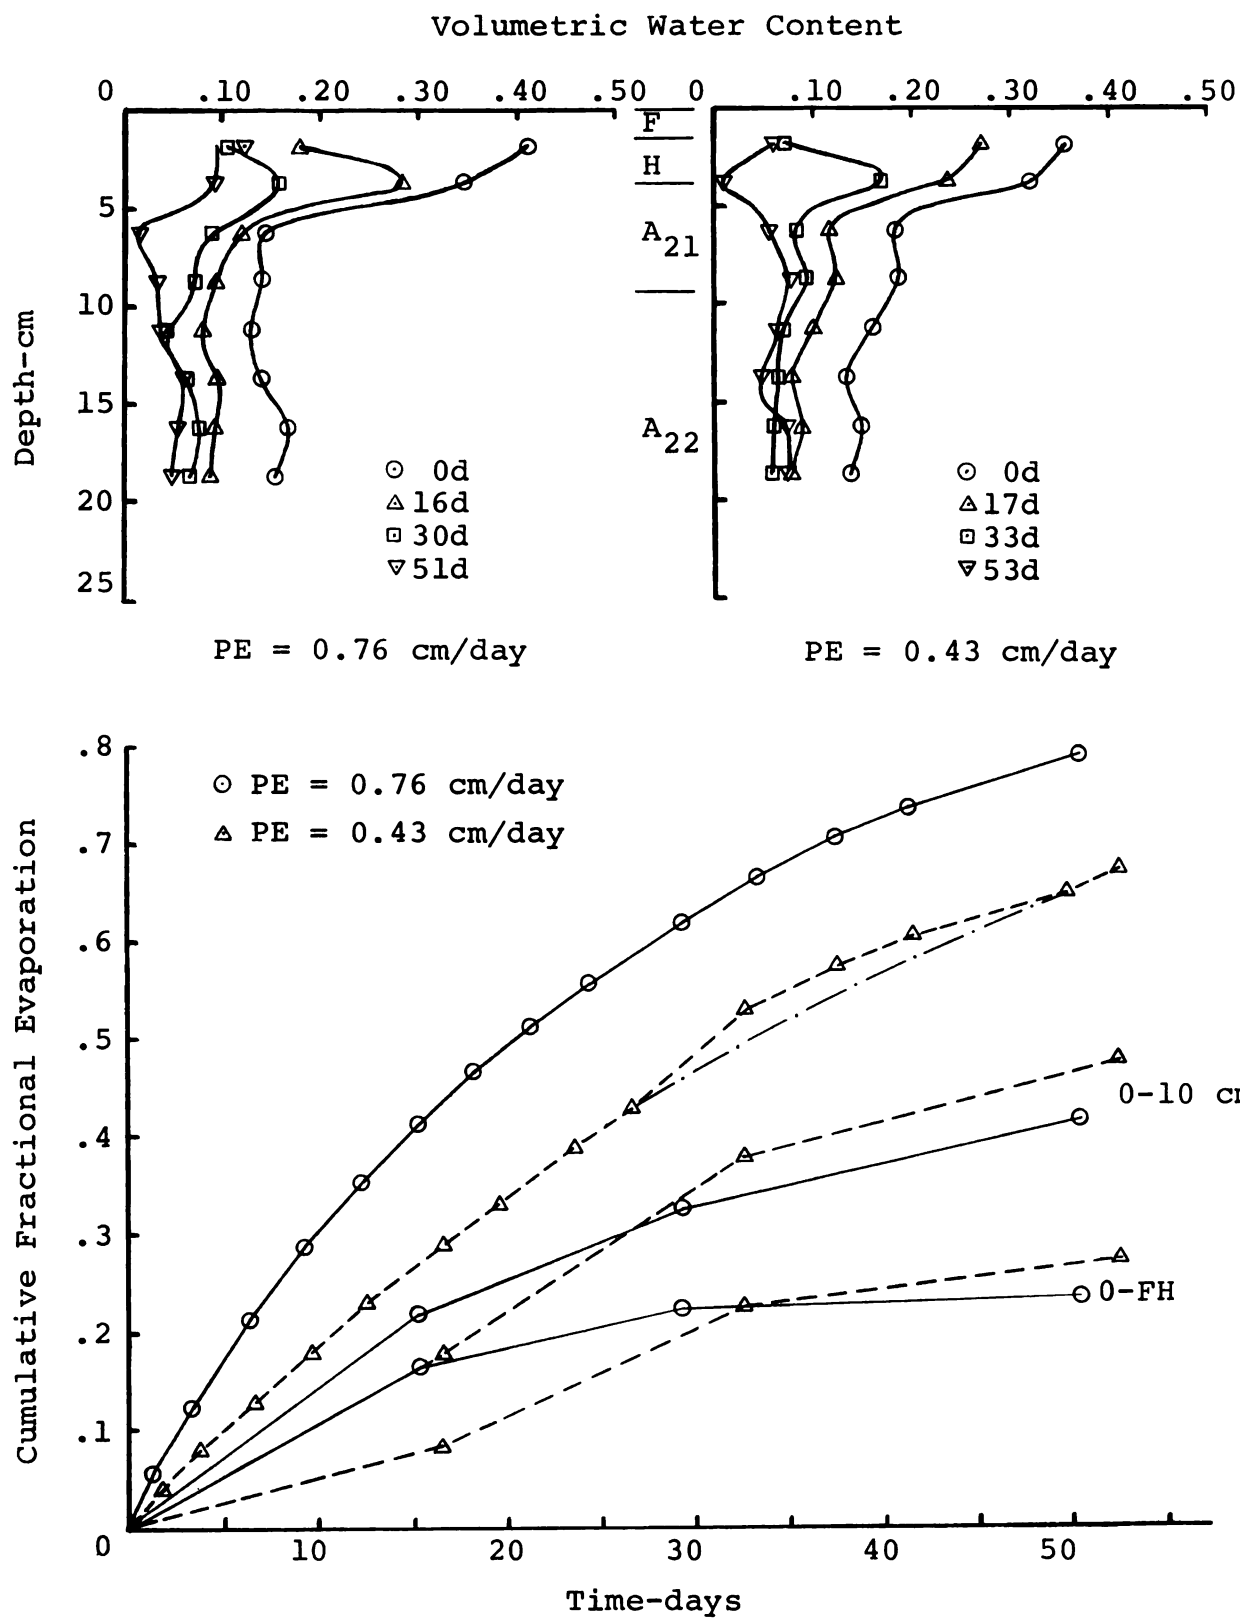 Volumetric Water Content
0 .10 .20 .30 .40 .50 0 .10 .20 .30 .40 .50
F
H
5
A21
10
15
A22
20
25
Depth-cm
0d
16d
30d
51d
0d
17d
33d
53d
PE = 0.76 cm/day PE = 0.43 cm/day
.8
.7
.6
.5
.4
.3
.2
.1
0
Cumulative Fractional Evaporation
PE = 0.76 cm/day
PE = 0.43 cm/day
0-10 c
0-FH
10 20 30 40 50
Time-days